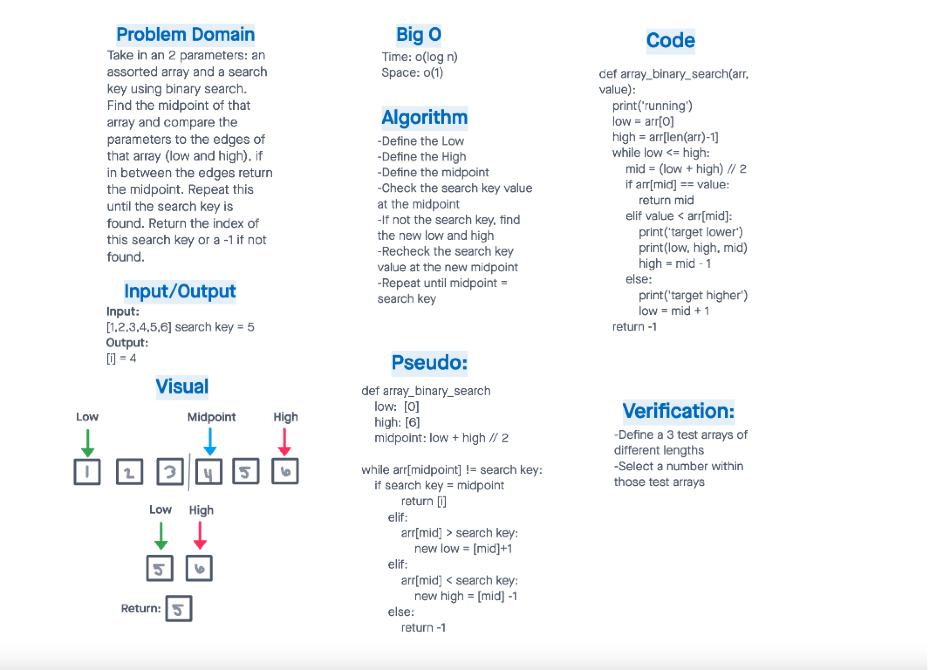 Problem Domain
Take in an 2 parameters: an
assorted array and a search
key using binary search.
Find the midpoint of that
array and compare the
parameters to the edges of
that array (low and high), if
in between the edges return
the midpoint. Repeat this
until the search key is
found. Return the index of
this search key or a -1 if not
found.
Input/Output
Input:
[1,2,3,4,5,6] search key = 5
Output:
[i] = 4
Visual
Low Midpoint High
1 2 3 4 5 6
Low High
5 6
Return: 5
Big O
Time: o(log n)
Space: o(1)
Algorithm
-Define the Low
-Define the High
-Define the midpoint
-Check the search key value
at the midpoint
-If not the search key, find
the new low and high
-Recheck the search key
value at the new midpoint
-Repeat until midpoint =
search key
Pseudo:
def array_binary_search
low: [0]
high: [6]
midpoint: low + high // 2
while arr[midpoint] != search key:
if search key = midpoint
return [i]
elif:
arr[mid] > search key:
new low = [mid]+1
elif:
arr[mid] < search key:
new high = [mid] -1
else:
return -1
Code
def array_binary_search(arr,
value):
print('running')
low = arr[0]
high = arr[len(arr)-1]
while low <= high:
mid = (low + high) // 2
if arr[mid] == value:
return mid
elif value < arr[mid]:
print('target lower')
print(low, high, mid)
high = mid - 1
else:
print('target higher')
low = mid + 1
return -1
Verification:
-Define a 3 test arrays of
different lengths
-Select a number within
those test arrays